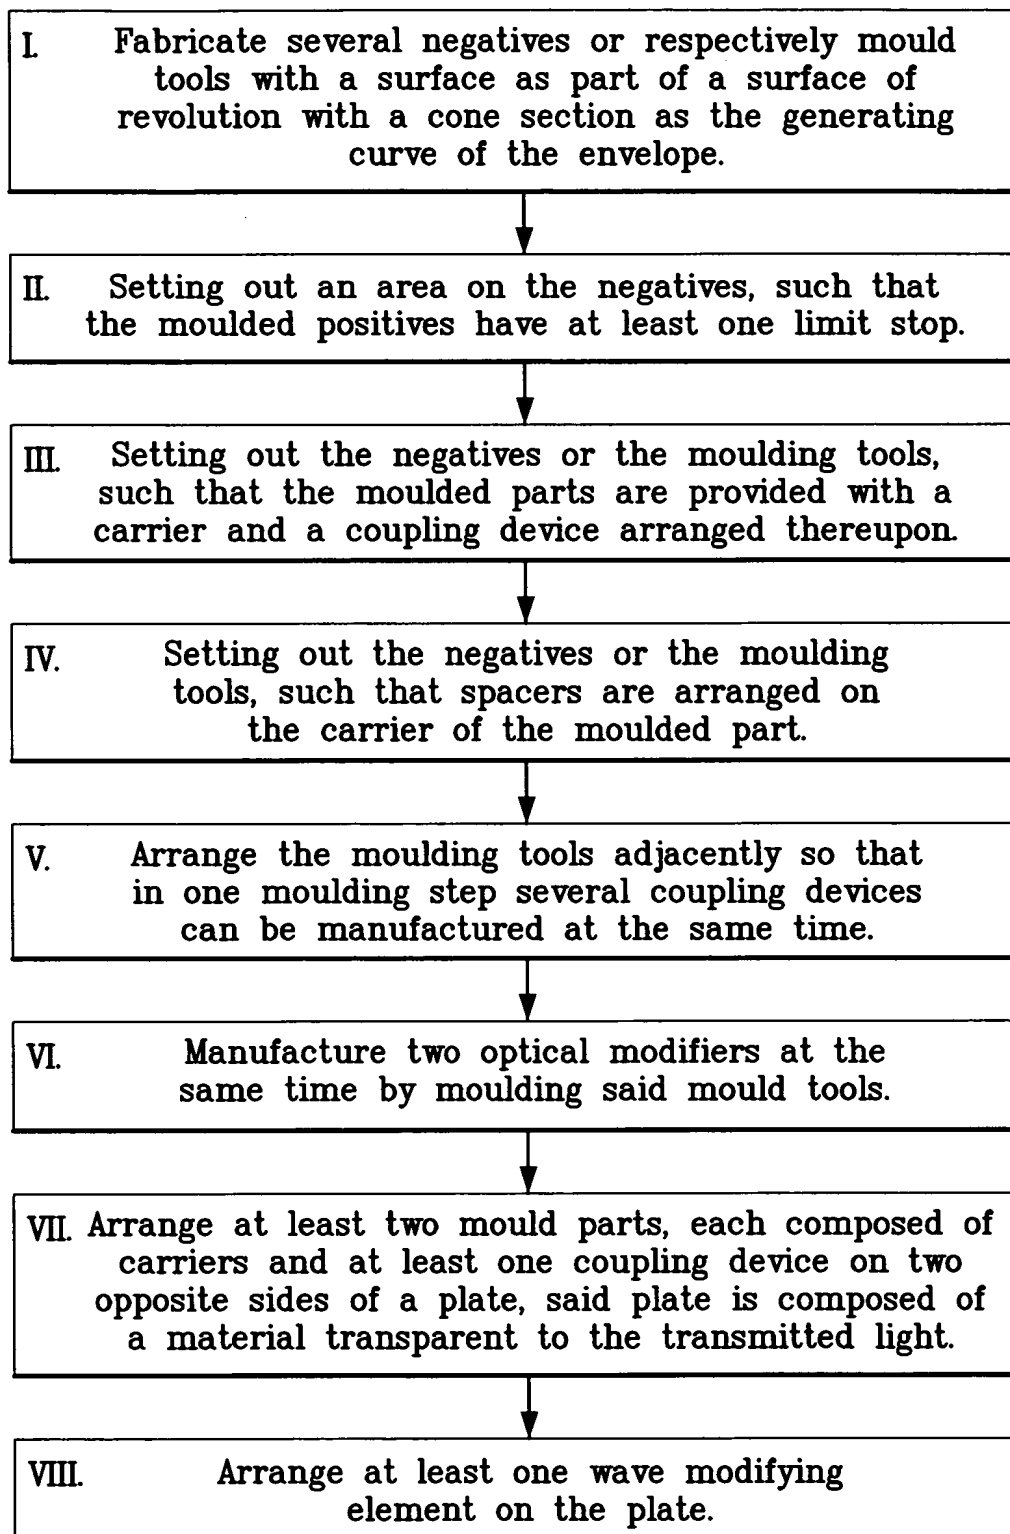 I. Fabricate several negatives or respectively mould
tools with a surface as part of a surface of
revolution with a cone section as the generating
curve of the envelope.
II. Setting out an area on the negatives, such that
the moulded positives have at least one limit stop.
III. Setting out the negatives or the moulding tools,
such that the moulded parts are provided with a
carrier and a coupling device arranged thereupon.
IV. Setting out the negatives or the moulding
tools, such that spacers are arranged on
the carrier of the moulded part.
V. Arrange the moulding tools adjacently so that
in one moulding step several coupling devices
can be manufactured at the same time.
VI. Manufacture two optical modifiers at the
same time by moulding said mould tools.
VII. Arrange at least two mould parts, each composed of
carriers and at least one coupling device on two
opposite sides of a plate, said plate is composed of
a material transparent to the transmitted light.
VIII. Arrange at least one wave modifying
element on the plate.